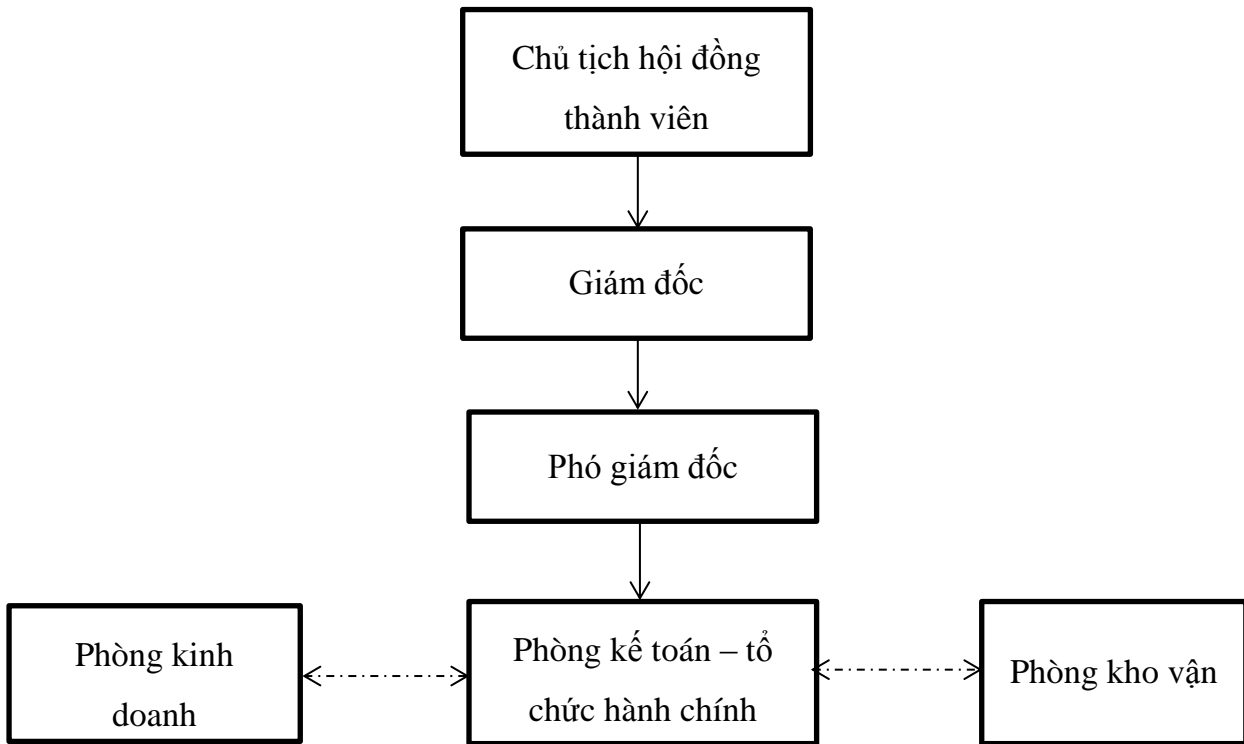 Chủ tịch hội đồng
thành viên
Giám đốc
Phó giám đốc
Phòng kinh
doanh
Phòng kế toán – tổ
chức hành chính
Phòng kho vận